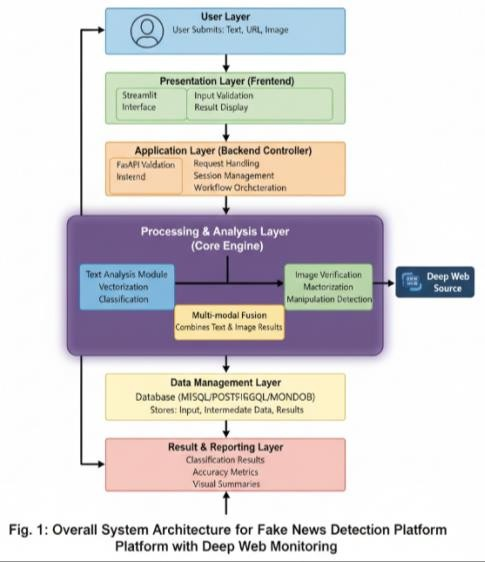 User Layer
User Submits: Text, URL, Image
Presentation Layer (Frontend)
Streamlit Interface
Input Validation
Result Display
Application Layer (Backend Controller)
FasAPI Valdation
Insternd
Request Handling
Session Management
Workflow Orchcteration
Processing & Analysis Layer
(Core Engine)
Text Analysis Module
Vectorization
Classification
Image Verification
Mactorization
Manipulation Detection
Deep Web
Source
Multi-modal Fusion
Combines Text & Image Results
Data Management Layer
Database (MISQL/POSTFIGGQL/MONDOB)
Stores: Input, Intermedate Data, Results
Result & Reporting Layer
Classification Results
Accuracy Metrics
Visual Summaries
Fig. 1: Overall System Architecture for Fake News Detection Platform
Platform with Deep Web Monitoring